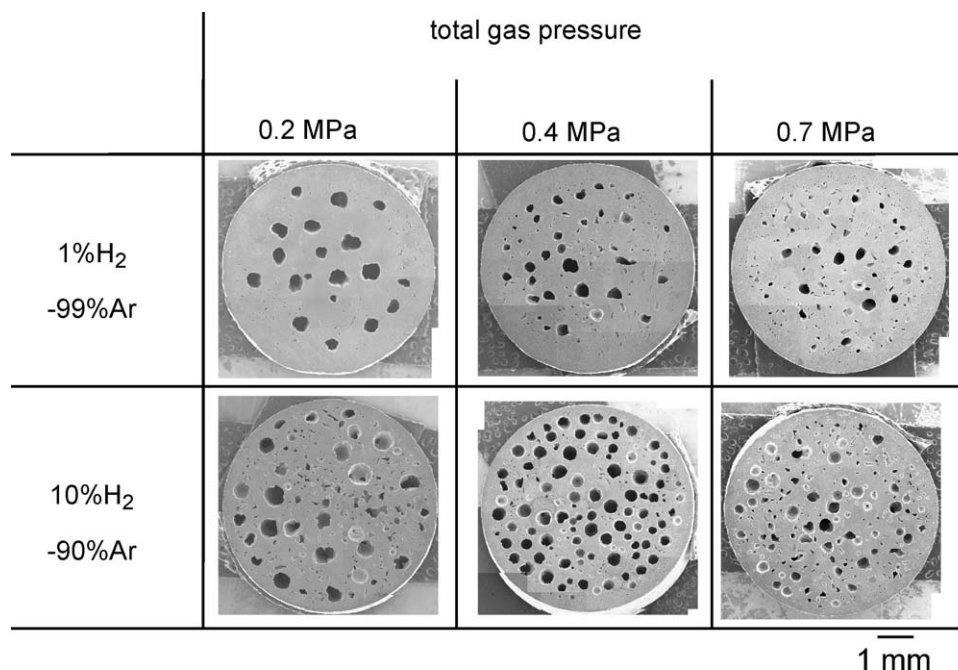 total gas pressure
0.2 MPa 0.4 MPa 0.7 MPa
1%H₂
-99%Ar
10%H₂
-90%Ar
1 mm